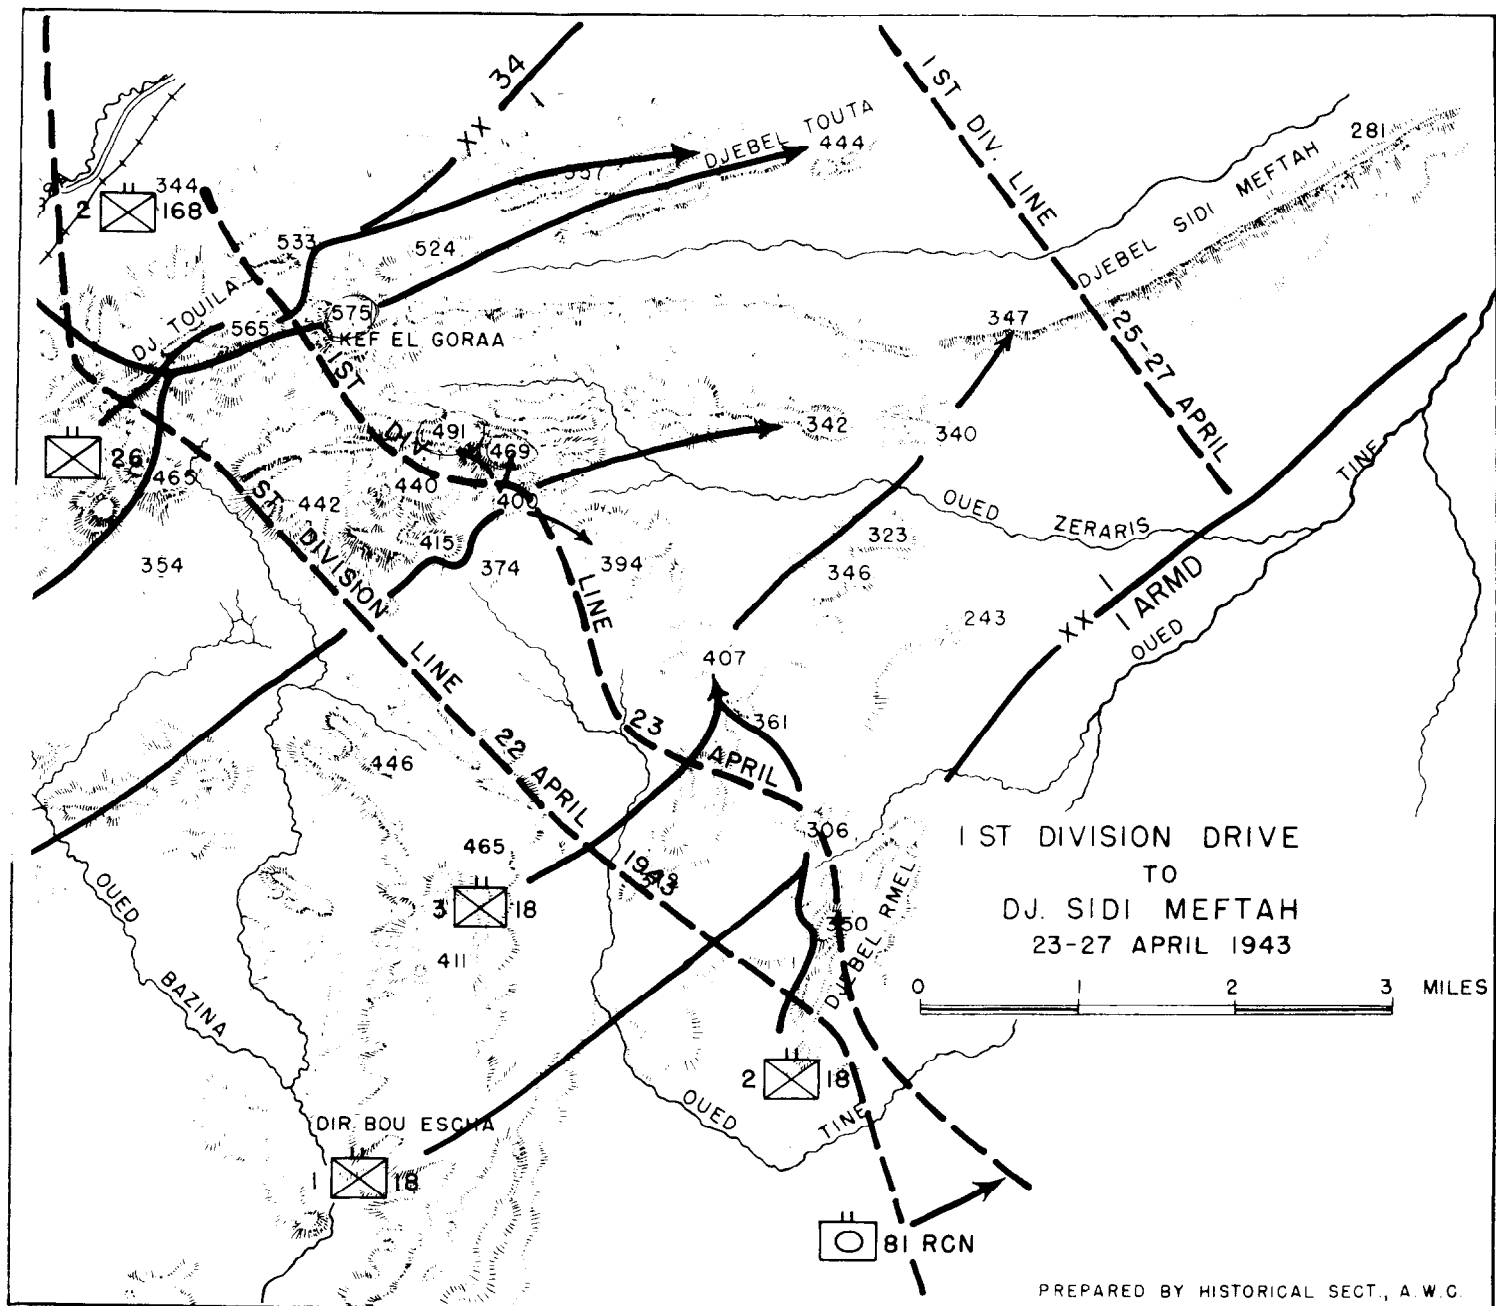 34
XX
1
1ST DIV. LINE
25-27 APRIL
DJEBEL TOUTA
444
281
DJEBEL SIDI MEFTAH
344
2 168
533
524
DJ TOUILA
565
575
KEF EL GORAA
347
1ST DIV. LINE
23 APRIL
491
469
342
340
26
465
442
440
400
415
374
394
OUED ZERARIS
TINE
323
346
354
1ST DIVISION LINE 22 APRIL 1943
243
XX
1
1 ARMD
OUED
407
361
446
306
465
3 18
411
350
DJEBEL RMEL
OUED BAZINA
1ST DIVISION DRIVE
TO
DJ. SIDI MEFTAH
23-27 APRIL 1943
0 1 2 3 MILES
2 18
OUED TINE
DIR BOU ESCHA
1 18
81 RCN
PREPARED BY HISTORICAL SECT., A.W.C.